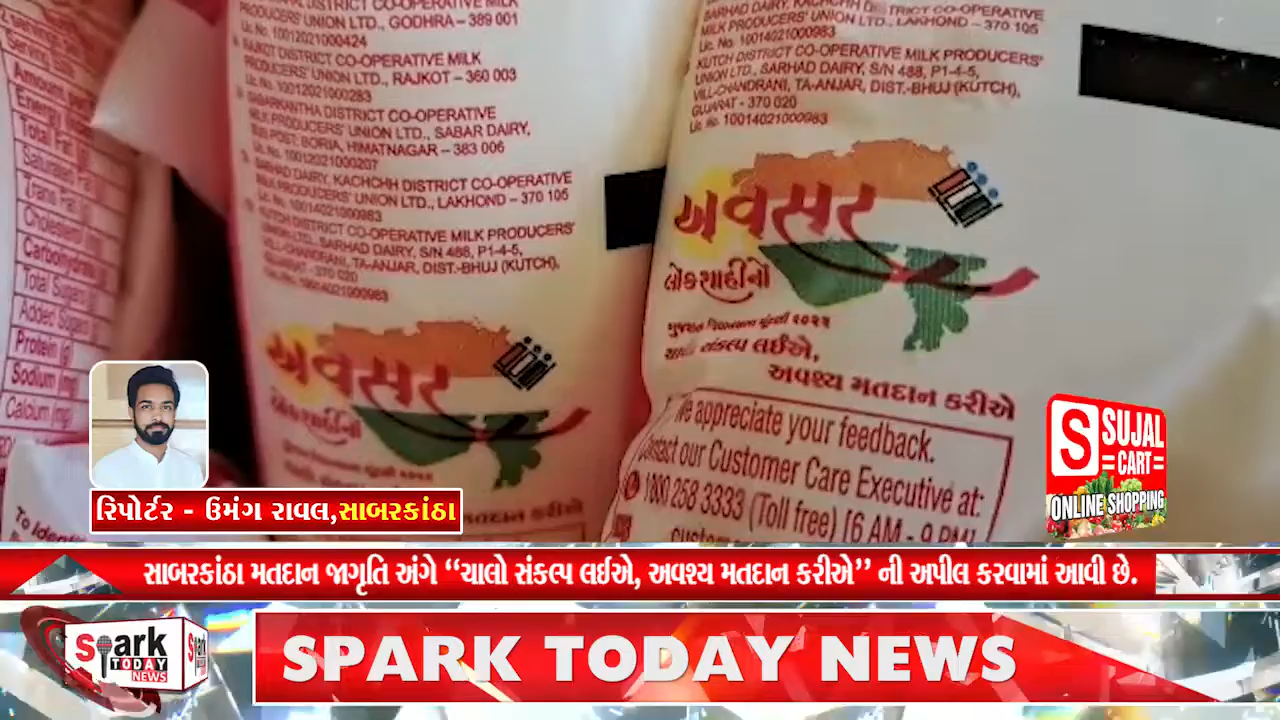 DISTRICT CO-OPERATIVE MILK
PRODUCERS' UNION LTD., GODHRA – 389 001
Lic. No. 10012021000424
RAJKOT DISTRICT CO-OPERATIVE MILK
PRODUCERS' UNION LTD., RAJKOT – 360 003
Lic. No. 10012021000283
SABARKANTHA DISTRICT CO-OPERATIVE
MILK PRODUCERS' UNION LTD., SABAR DAIRY,
SUB POST. BORIA, HIMATNAGAR – 383 006
Lic. No. 10012021000207
SARHAD DAIRY, KACHCHH DISTRICT CO-OPERATIVE
MILK PRODUCERS' UNION LTD., LAKHOND – 370 105
Lic. No. 10014021000983
KUTCH DISTRICT CO-OPERATIVE MILK PRODUCERS'
UNION LTD., SARHAD DAIRY, S/N 488, P1-4-5,
VILL-CHANDRANI, TA-ANJAR, DIST.-BHUJ (KUTCH),
GUJARAT - 370 020
Lic. No. 10014021000983
અવસર
લોકશાહીનો
મતદાન કરીએ
SARHAD DAIRY, KACHCHH DISTRICT CO-OPERATIVE
MILK PRODUCERS' UNION LTD., LAKHOND – 370 105
Lic. No. 10014021000983
KUTCH DISTRICT CO-OPERATIVE MILK PRODUCERS'
UNION LTD., SARHAD DAIRY, S/N 488, P1-4-5,
VILL-CHANDRANI, TA-ANJAR, DIST.-BHUJ (KUTCH),
GUJARAT - 370 020
Lic. No. 10014021000983
અવસર
લોકશાહીનો
ગુજરાત વિધાનસભા ચૂંટણી ૨૦૨૨
ચાલો સંકલ્પ લઈએ,
અવશ્ય મતદાન કરીએ
We appreciate your feedback.
Contact our Customer Care Executive at:
1800 258 3333 (Toll free) [6 AM - 9 PM]
Total Fat (g)
Saturated Fat (g)
Trans Fat (g)
Cholesterol (mg)
Carbohydrate (g)
Total Sugars (g)
Added Sugars (g)
Protein (g)
Sodium (mg)
Calcium (mg)
રિપોર્ટર - ઉમંગ રાવલ,સાબરકાંઠા
S SUJAL
CART
ONLINE SHOPPING
સાબરકાંઠા મતદાન જાગૃતિ અંગે “ચાલો સંકલ્પ લઈએ, અવશ્ય મતદાન કરીએ” ની અપીલ કરવામાં આવી છે.
Spark
TODAY
NEWS
SPARK TODAY NEWS